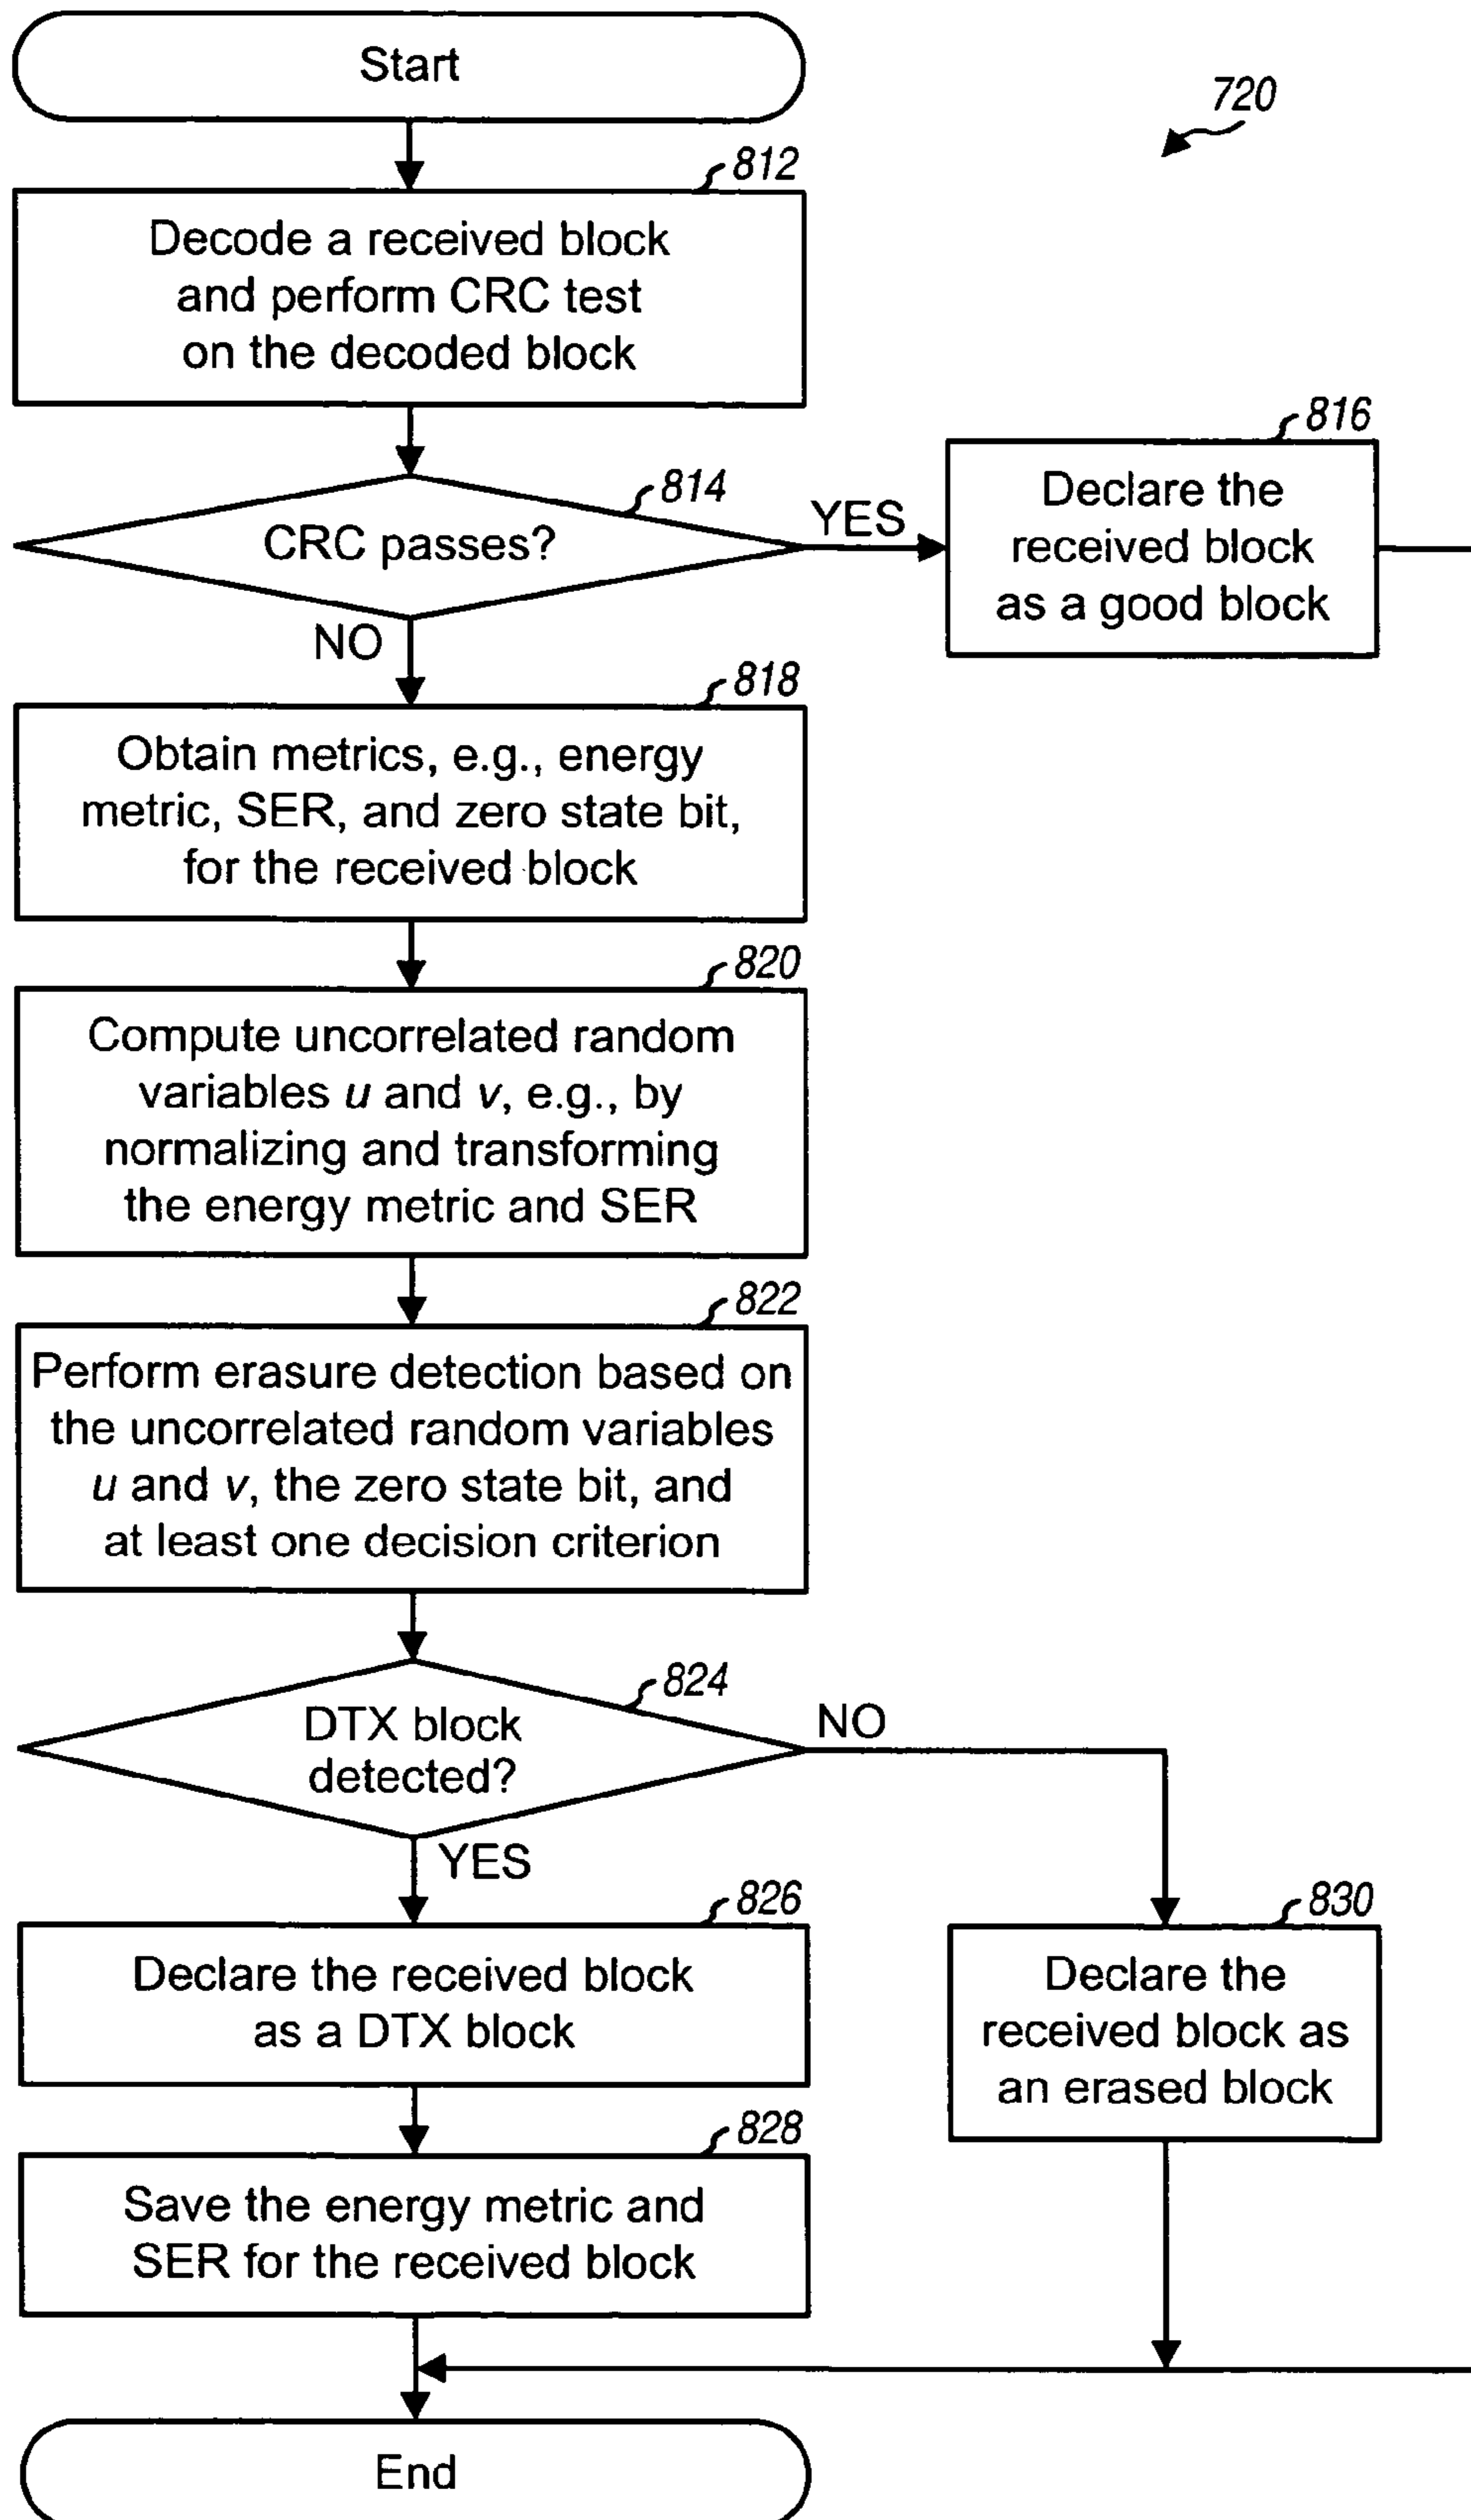 Start
720
812
Decode a received block
and perform CRC test
on the decoded block
816
814
CRC passes?
YES
Declare the
received block
as a good block
NO
818
Obtain metrics, e.g., energy
metric, SER, and zero state bit,
for the received block
820
Compute uncorrelated random
variables u and v, e.g., by
normalizing and transforming
the energy metric and SER
822
Perform erasure detection based on
the uncorrelated random variables
u and v, the zero state bit, and
at least one decision criterion
824
DTX block
detected?
NO
YES
826
Declare the received block
as a DTX block
830
Declare the
received block as
an erased block
828
Save the energy metric and
SER for the received block
End